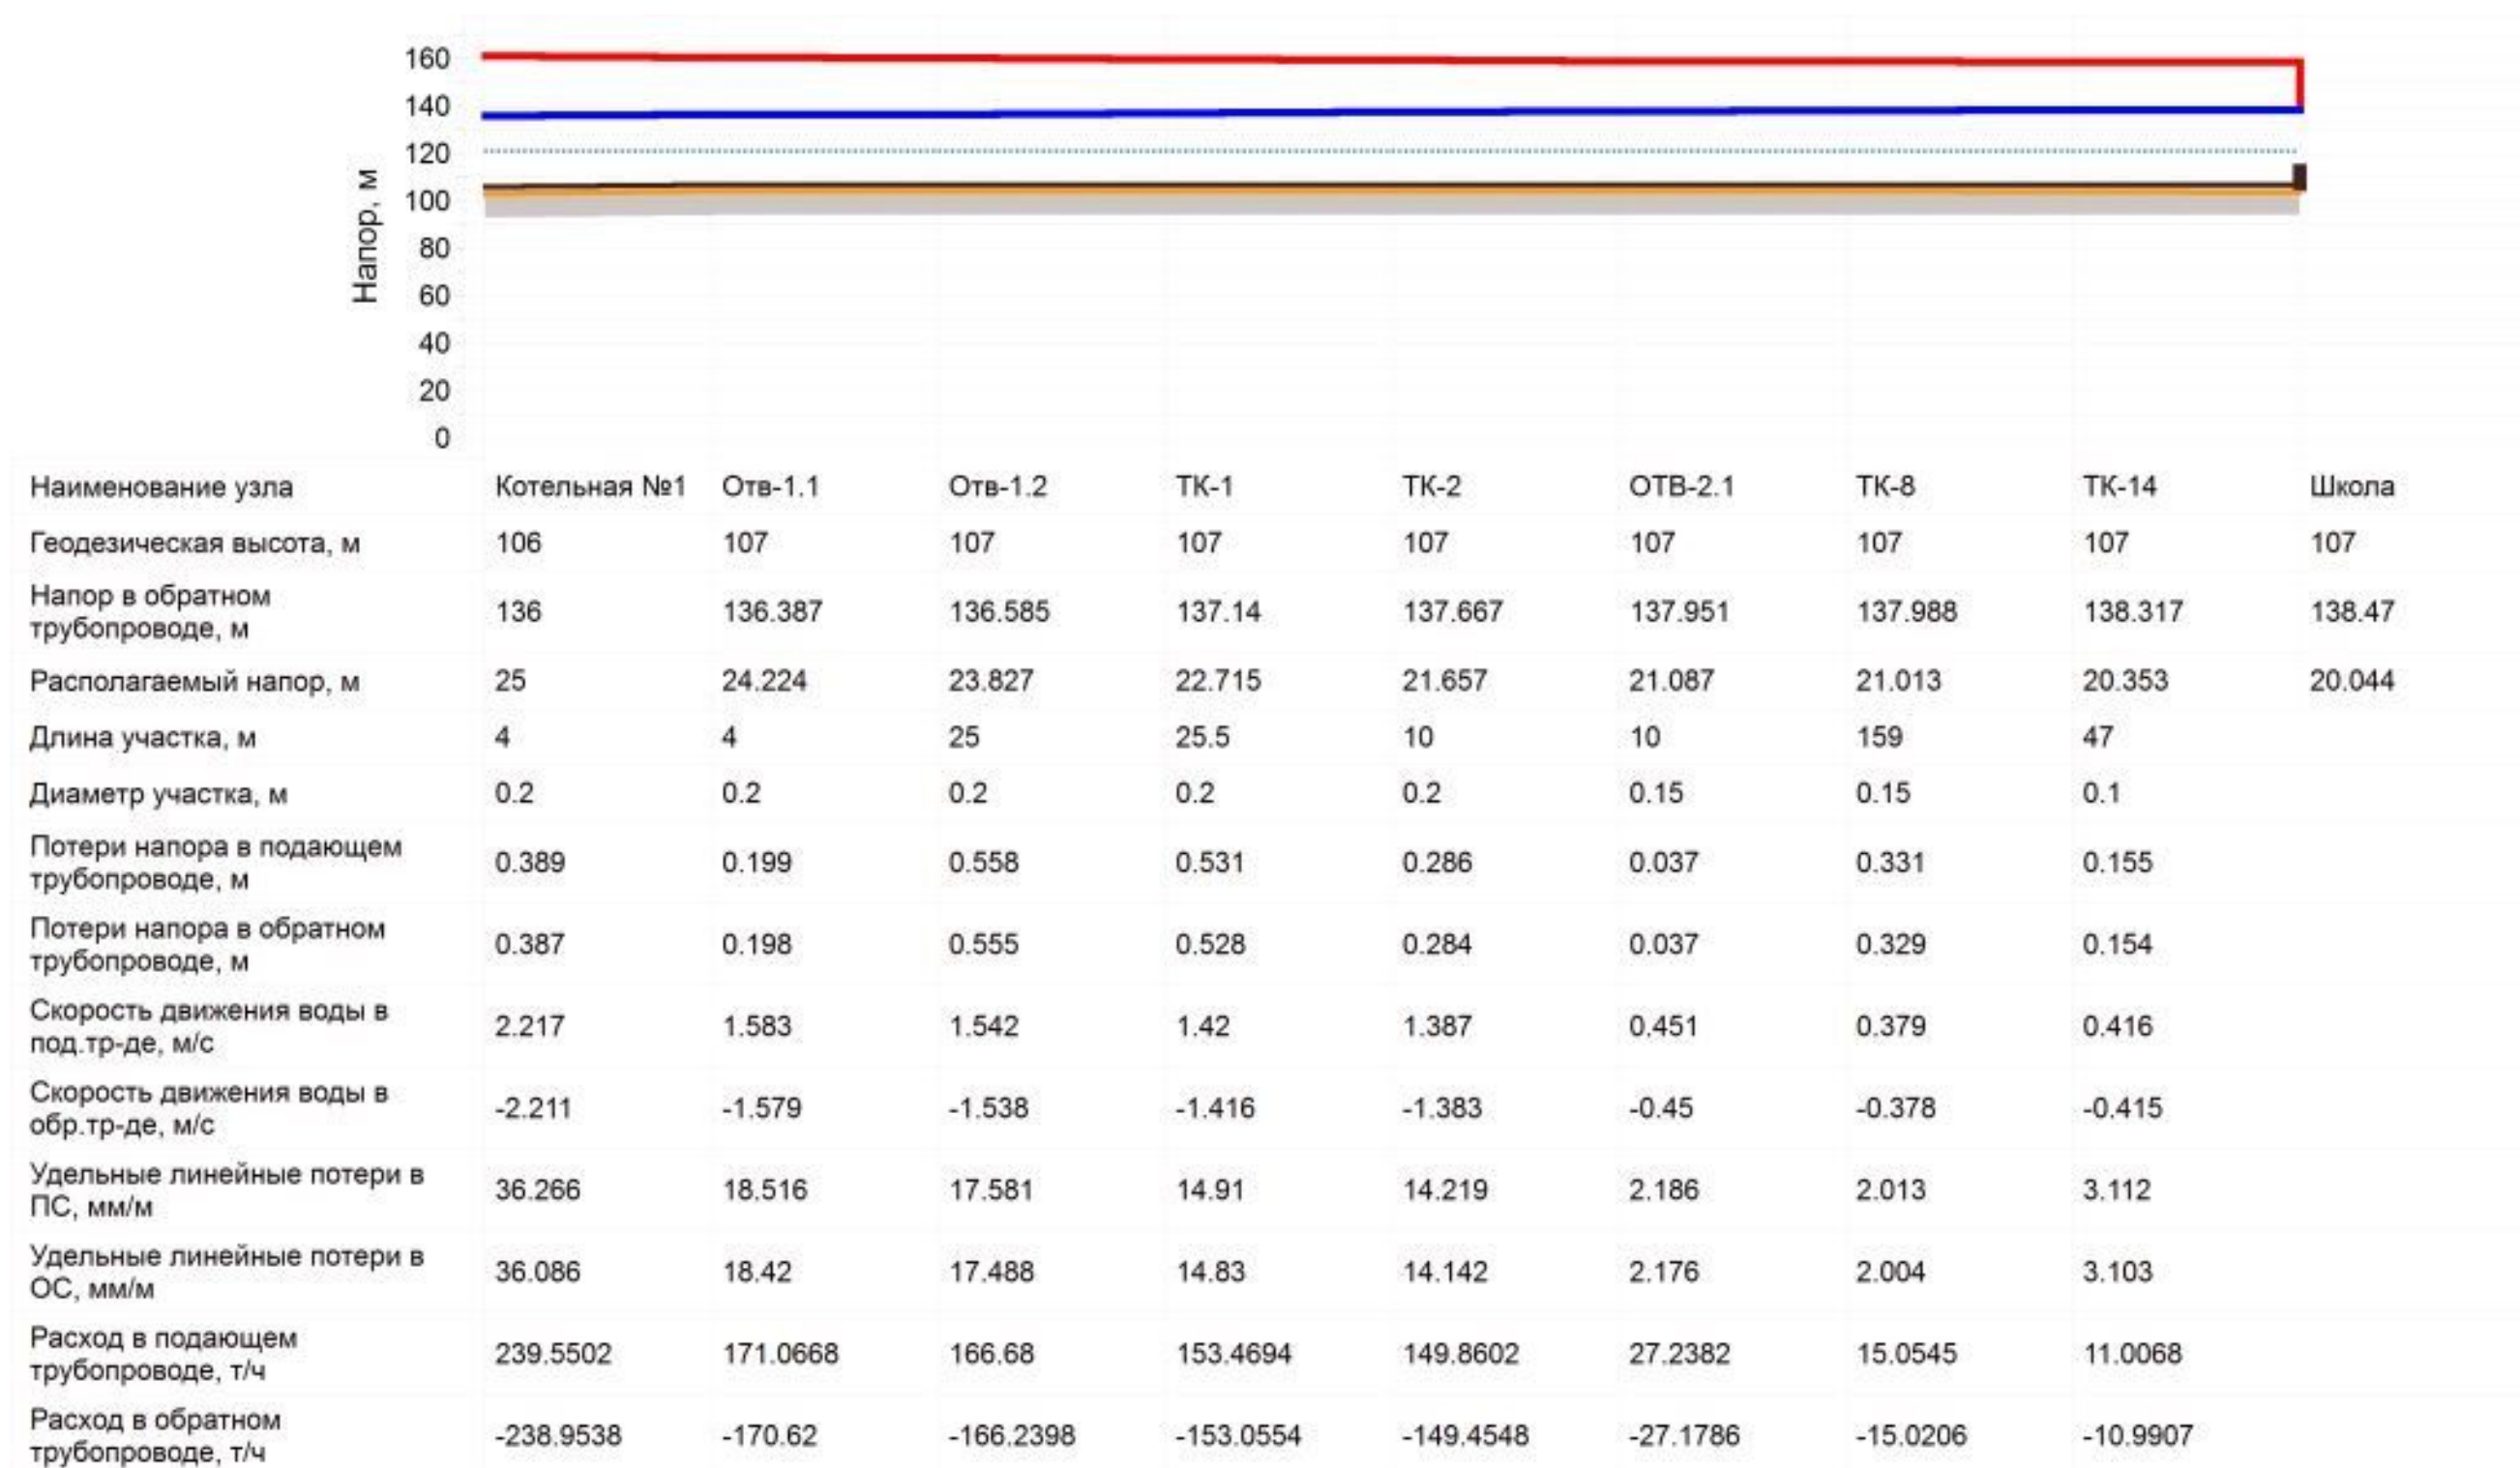 160
140
120
100
80
60
40
20
0
Напор, м
Наименование узла Котельная №1 Отв-1.1 Отв-1.2 ТК-1 ТК-2 ОТВ-2.1 ТК-8 ТК-14 Школа
Геодезическая высота, м 106 107 107 107 107 107 107 107 107
Напор в обратном
трубопроводе, м 136 136.387 136.585 137.14 137.667 137.951 137.988 138.317 138.47
Располагаемый напор, м 25 24.224 23.827 22.715 21.657 21.087 21.013 20.353 20.044
Длина участка, м 4 4 25 25.5 10 10 159 47
Диаметр участка, м 0.2 0.2 0.2 0.2 0.2 0.15 0.15 0.1
Потери напора в подающем
трубопроводе, м 0.389 0.199 0.558 0.531 0.286 0.037 0.331 0.155
Потери напора в обратном
трубопроводе, м 0.387 0.198 0.555 0.528 0.284 0.037 0.329 0.154
Скорость движения воды в
под.тр-де, м/с 2.217 1.583 1.542 1.42 1.387 0.451 0.379 0.416
Скорость движения воды в
обр.тр-де, м/с -2.211 -1.579 -1.538 -1.416 -1.383 -0.45 -0.378 -0.415
Удельные линейные потери в
ПС, мм/м 36.266 18.516 17.581 14.91 14.219 2.186 2.013 3.112
Удельные линейные потери в
ОС, мм/м 36.086 18.42 17.488 14.83 14.142 2.176 2.004 3.103
Расход в подающем
трубопроводе, т/ч 239.5502 171.0668 166.68 153.4694 149.8602 27.2382 15.0545 11.0068
Расход в обратном
трубопроводе, т/ч -238.9538 -170.62 -166.2398 -153.0554 -149.4548 -27.1786 -15.0206 -10.9907